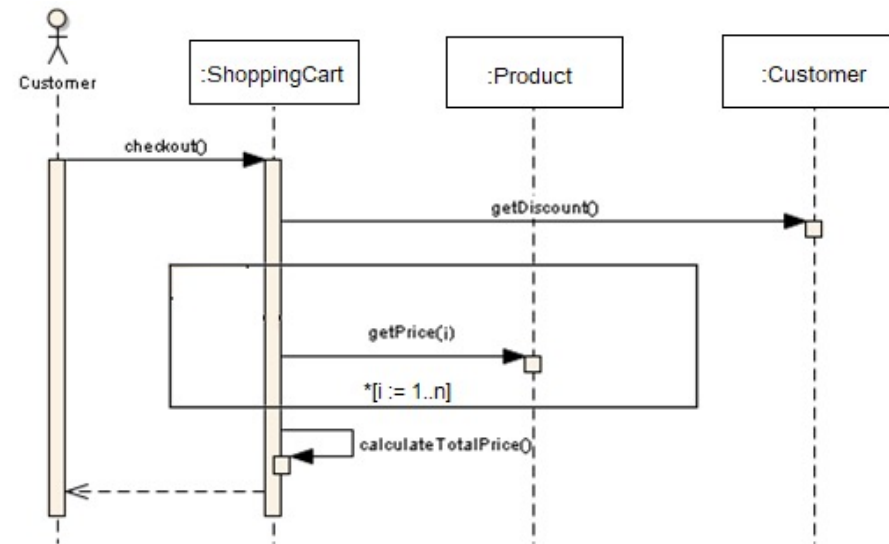 Customer
:ShoppingCart
:Product
:Customer
checkout()
getDiscount()
getPrice(i)
*[i := 1..n]
calculateTotalPrice()